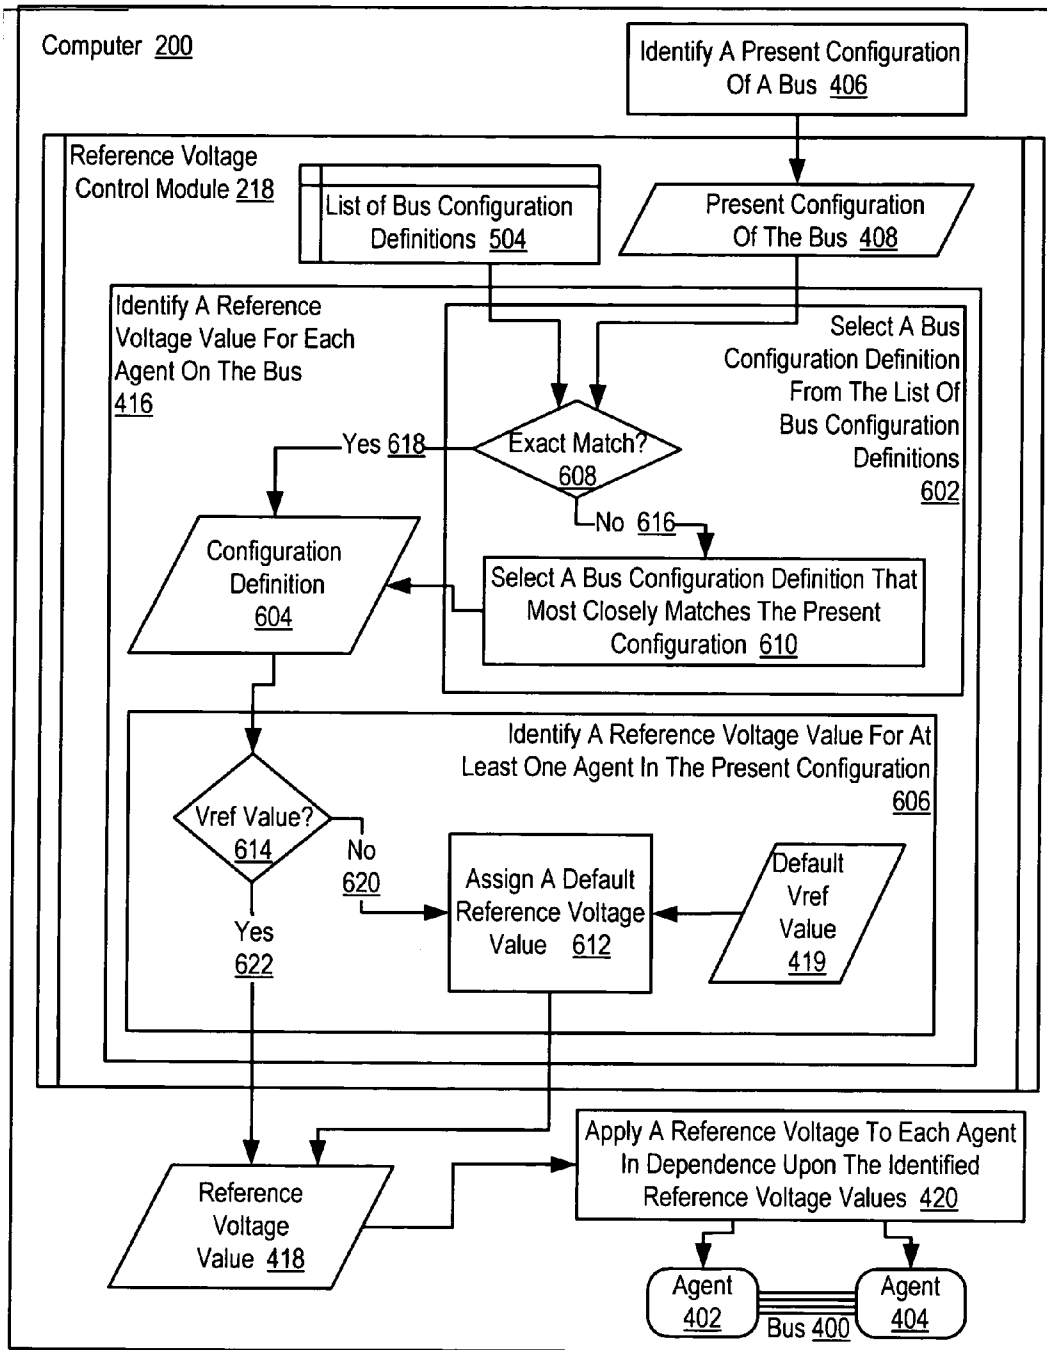 Computer 200
Identify A Present Configuration
Of A Bus 406
Reference Voltage
Control Module 218
List of Bus Configuration
Definitions 504
Present Configuration
Of The Bus 408
Identify A Reference
Voltage Value For Each
Agent On The Bus
416
Select A Bus
Configuration Definition
From The List Of
Bus Configuration
Definitions
602
Exact Match?
608
Yes 618
No 616
Configuration
Definition
604
Select A Bus Configuration Definition That
Most Closely Matches The Present
Configuration 610
Identify A Reference Voltage Value For At
Least One Agent In The Present Configuration
606
Vref Value?
614
No
620
Yes
622
Assign A Default
Reference Voltage
Value 612
Default
Vref
Value
419
Reference
Voltage
Value 418
Apply A Reference Voltage To Each Agent
In Dependence Upon The Identified
Reference Voltage Values 420
Agent
402
Bus 400
Agent
404